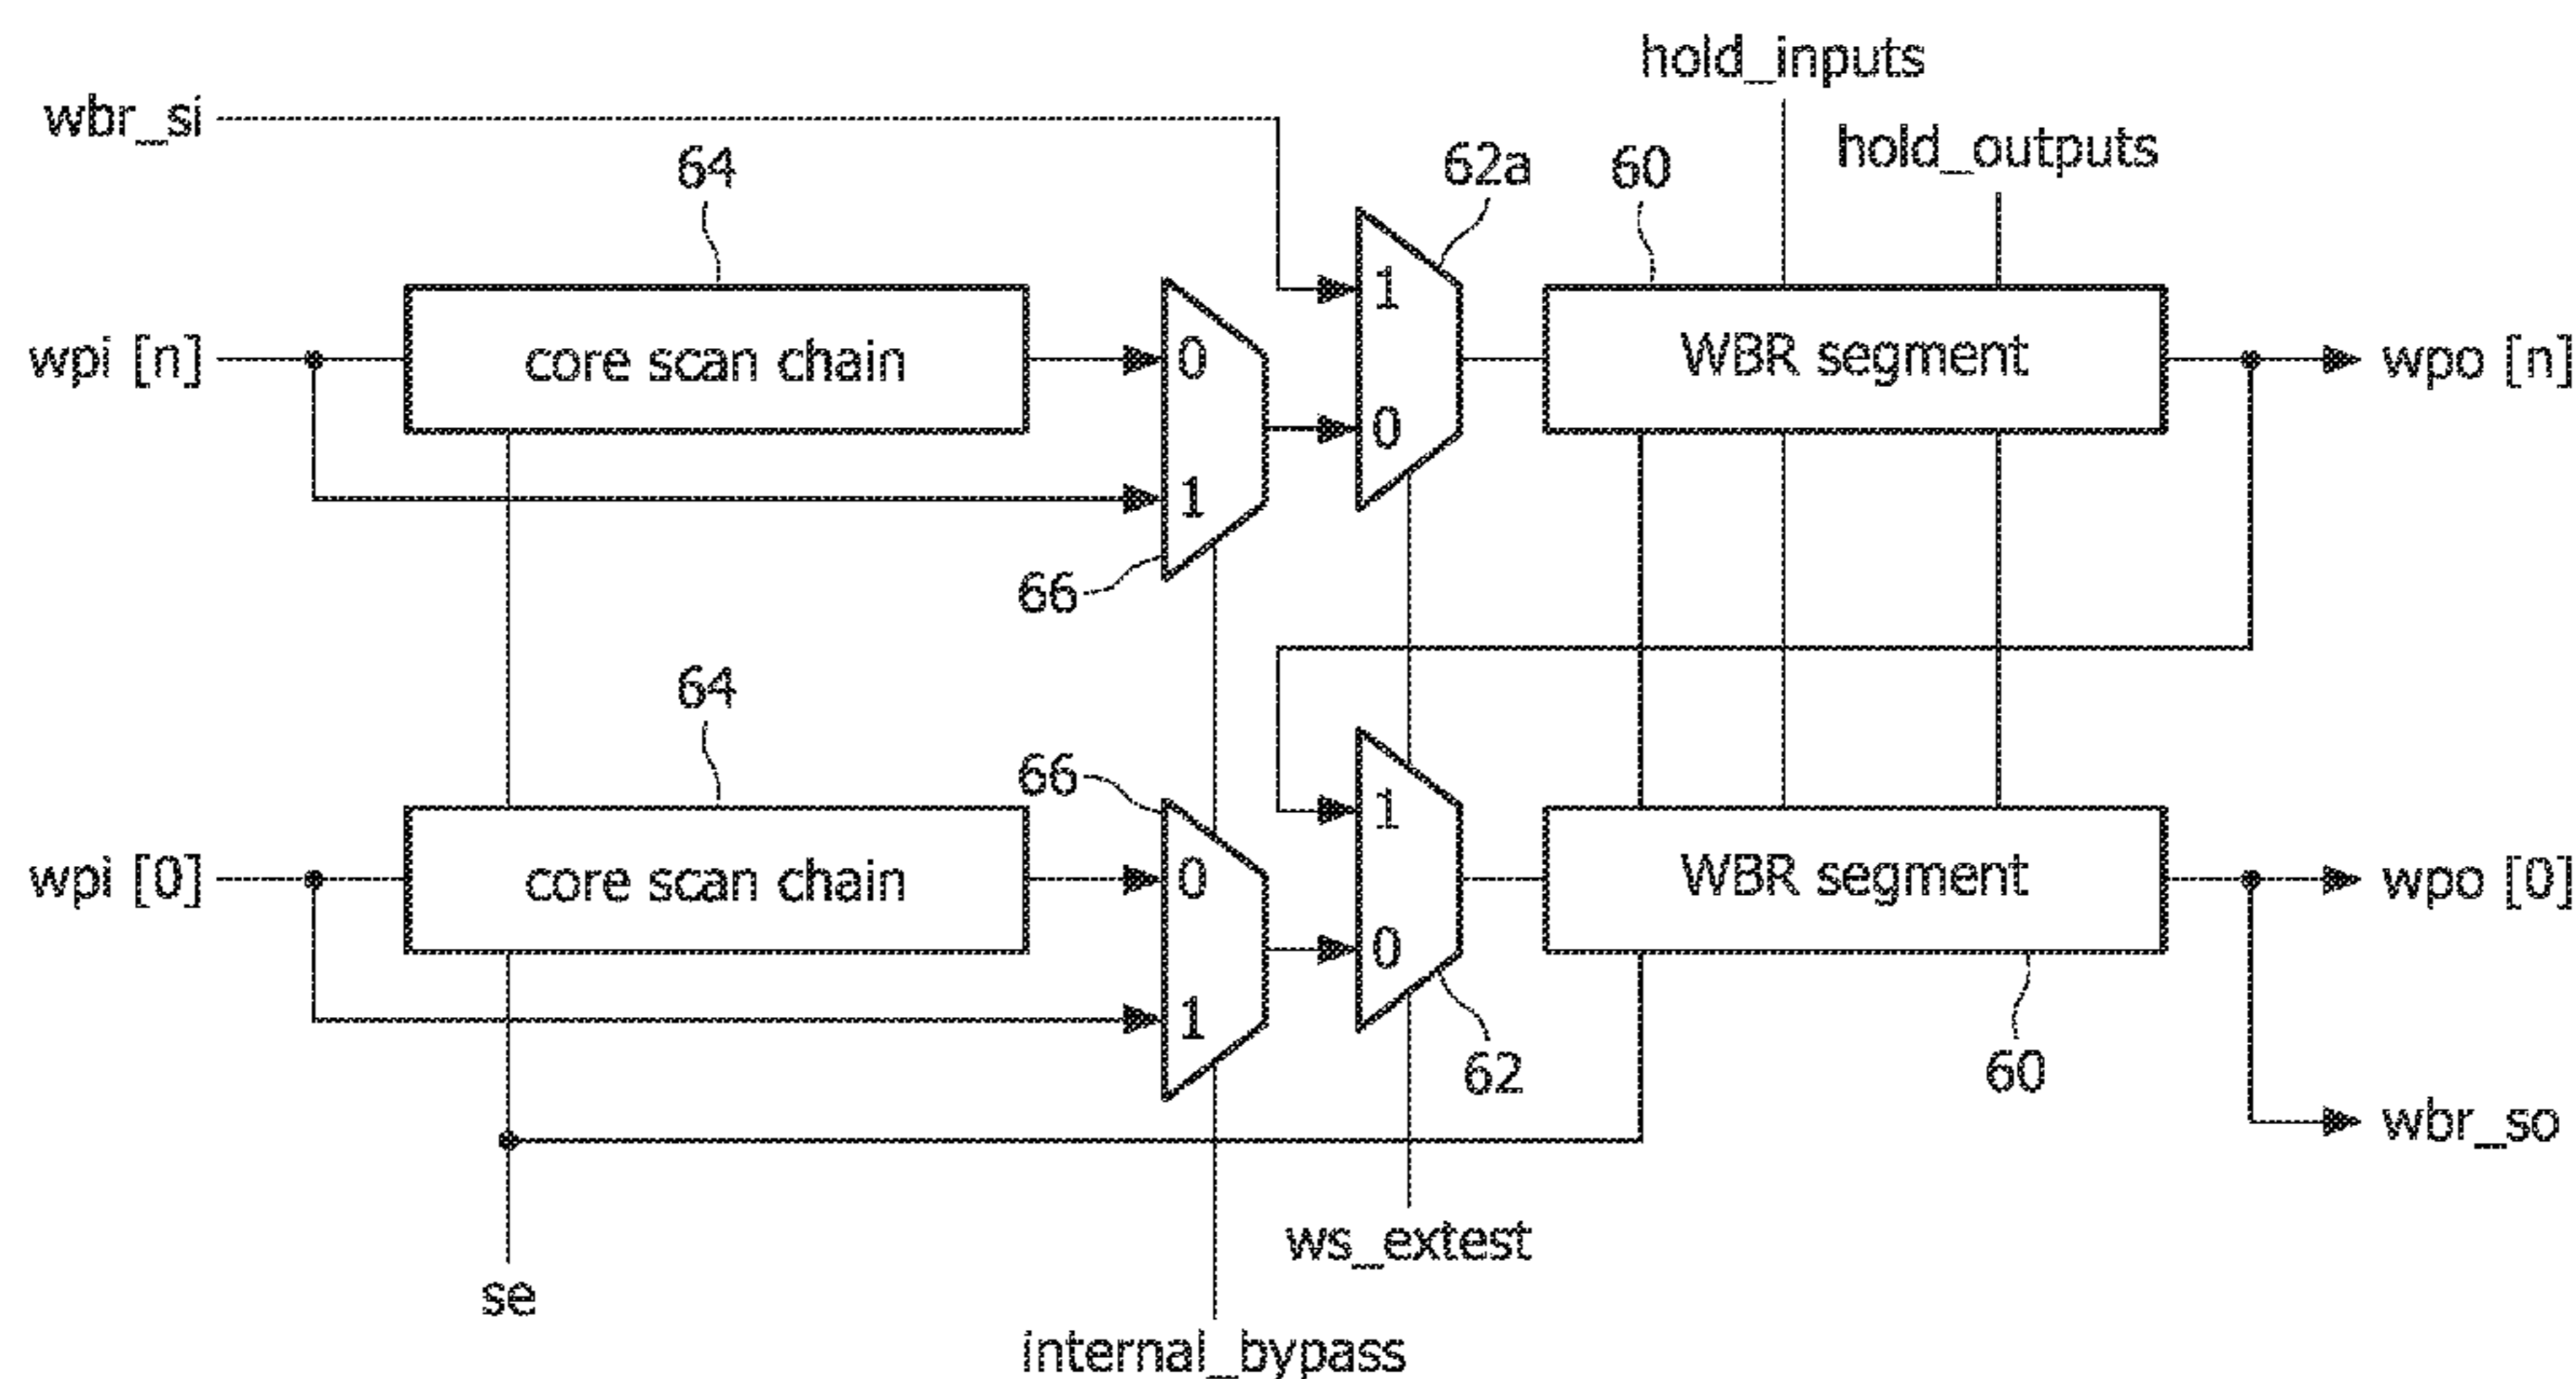 hold_inputs
wbr_si
hold_outputs
64
62a
60
1
wpi [n]
core scan chain
0
WBR segment
wpo [n]
0
1
66
64
66
1
wpi [0]
core scan chain
0
WBR segment
wpo [0]
0
1
62
60
wbr_so
ws_extest
se
internal_bypass